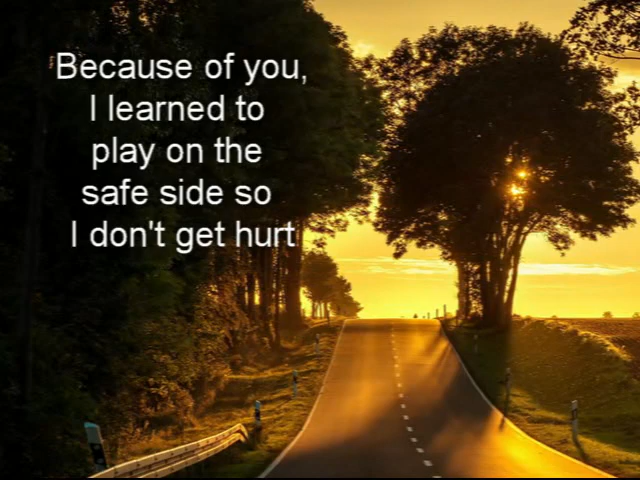 Because of you,
I learned to
play on the
safe side so
I don't get hurt